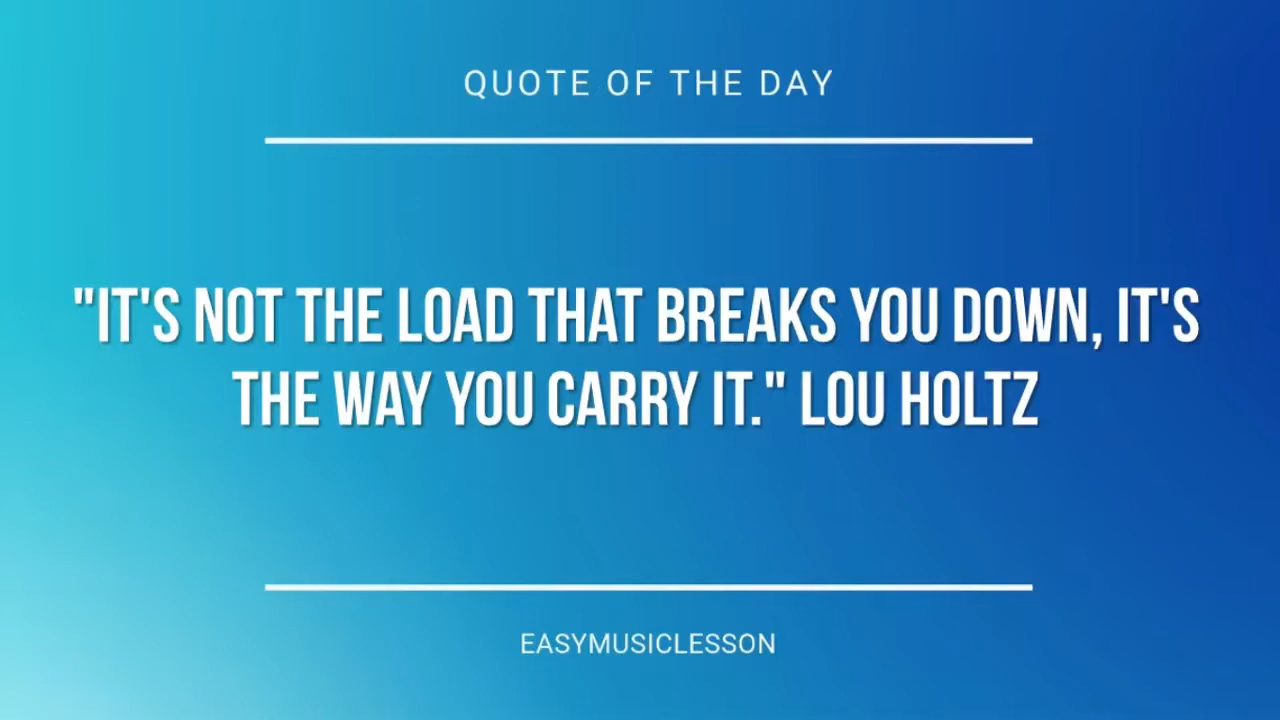 QUOTE OF THE DAY
"IT'S NOT THE LOAD THAT BREAKS YOU DOWN, IT'S
THE WAY YOU CARRY IT." LOU HOLTZ
EASYMUSICLESSON